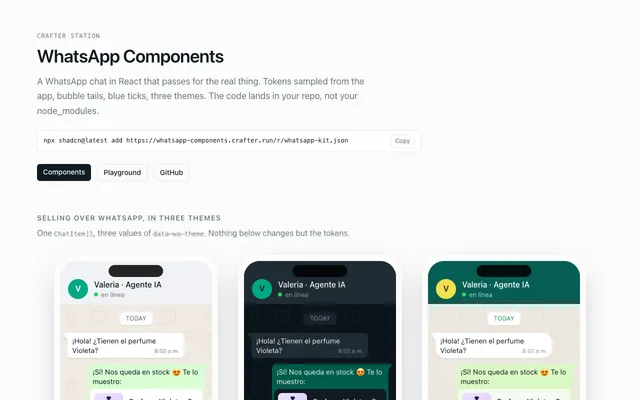 CRAFTER STATION
WhatsApp Components
A WhatsApp chat in React that passes for the real thing. Tokens sampled from the
app, bubble tails, blue ticks, three themes. The code lands in your repo, not your
node_modules.
npx shadcn@latest add https://whatsapp-components.crafter.run/r/whatsapp-kit.json
Copy
Components
Playground
GitHub
SELLING OVER WHATSAPP, IN THREE THEMES
One ChatItem[], three values of data-wa-theme. Nothing below changes but the tokens.
V
Valeria · Agente IA
en línea
TODAY
¡Hola! ¿Tienen el perfume
Violeta?
8:02 p.m.
¡Sí! Nos queda en stock 😍 Te lo
muestro:
V
Valeria · Agente IA
en línea
TODAY
¡Hola! ¿Tienen el perfume
Violeta?
8:02 p.m.
¡Sí! Nos queda en stock 😍 Te lo
muestro:
V
Valeria · Agente IA
en línea
TODAY
¡Hola! ¿Tienen el perfume
Violeta?
8:02 p.m.
¡Sí! Nos queda en stock 😍 Te lo
muestro: